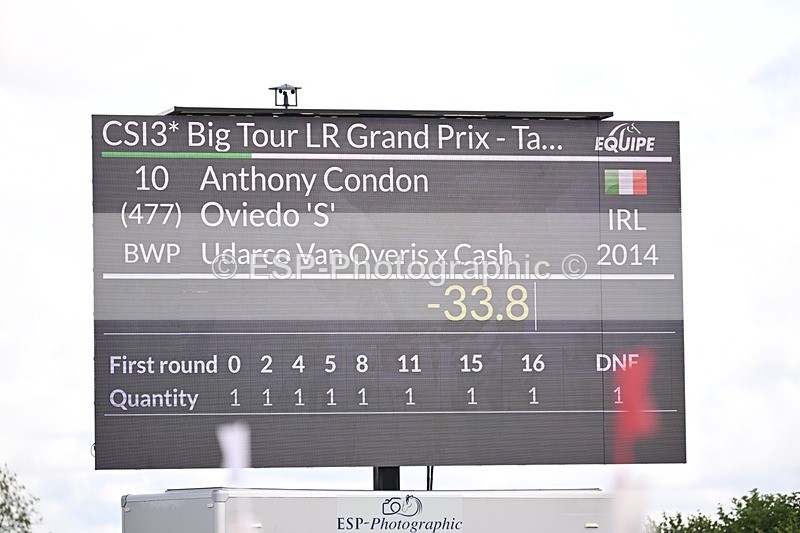 CSI3* Big Tour LR Grand Prix - Ta...
EQUIPE
10 Anthony Condon
(477) Oviedo 'S' IRL
BWP Udarco Van Overis x Cash 2014
© ESP-Photographic ©
-33.8
First round 0 2 4 5 8 11 15 16 DNF
Quantity 1 1 1 1 1 1 1 1 1
ESP-Photographic